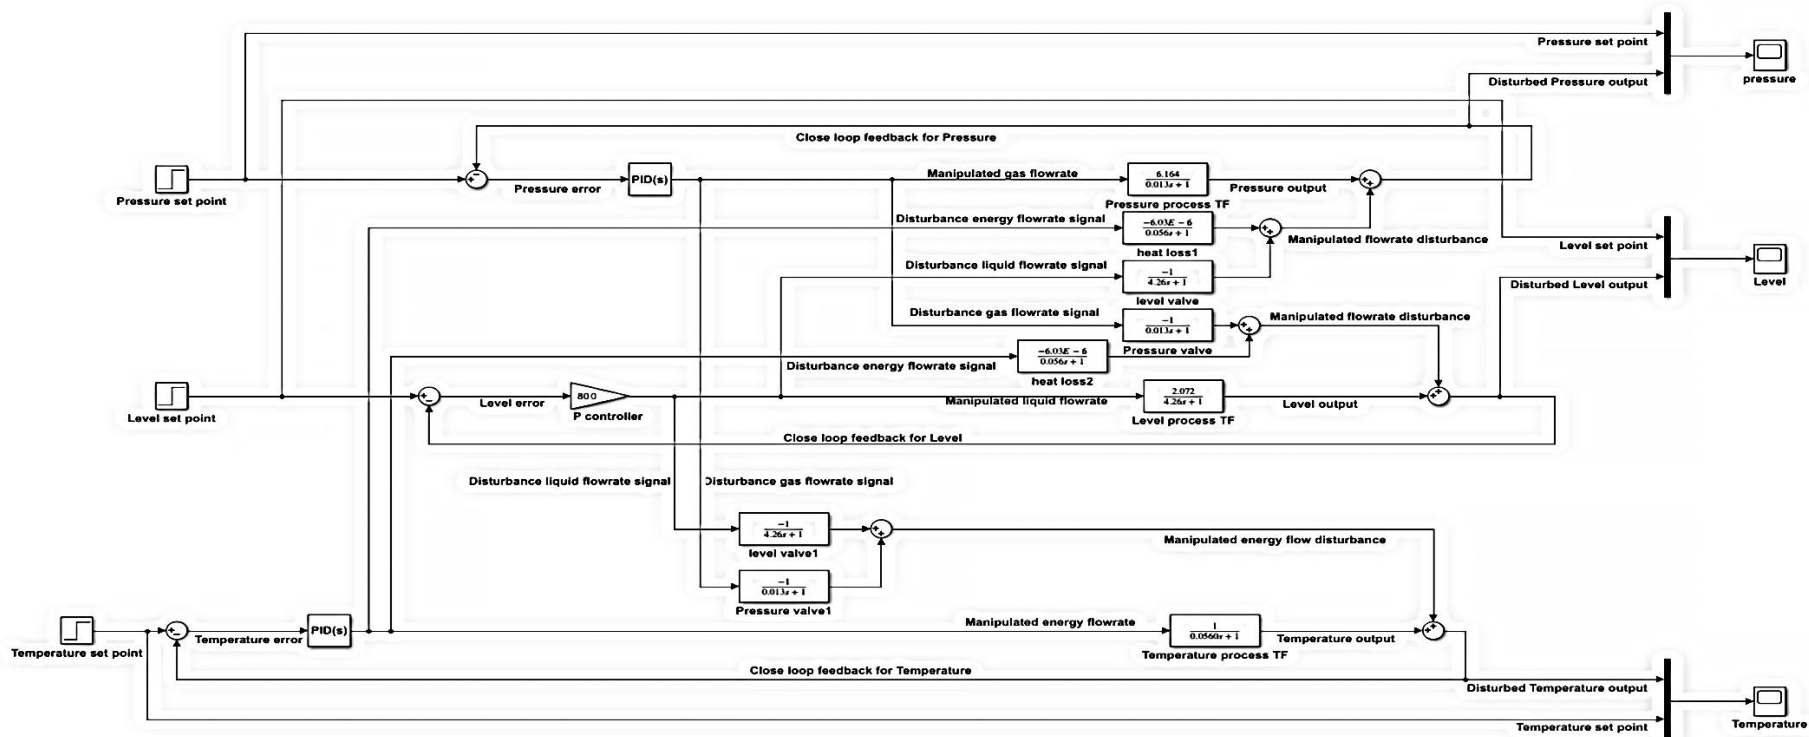 Pressure set point
pressure
Disturbed Pressure output
Close loop feedback for Pressure
Pressure set point
Pressure error
PID(s)
Manipulated gas flowrate
6.164
0.013s + 1
Pressure process TF
Pressure output
Disturbance energy flowrate signal
-6.03E - 6
0.056s + 1
heat loss1
Manipulated flowrate disturbance
Level set point
Disturbance liquid flowrate signal
-1
4.26s + 1
level valve
Disturbed Level output
Level
Disturbance gas flowrate signal
-1
0.013s + 1
Pressure valve
Manipulated flowrate disturbance
Disturbance energy flowrate signal
-6.03E - 6
0.056s + 1
heat loss2
Level set point
Level error
800
P controller
Manipulated liquid flowrate
2.072
4.26s + 1
Level process TF
Level output
Close loop feedback for Level
Disturbance liquid flowrate signal
Disturbance gas flowrate signal
-1
4.26s + 1
level valve1
Manipulated energy flow disturbance
-1
0.013s + 1
Pressure valve1
Temperature set point
Temperature error
PID(s)
Manipulated energy flowrate
1
0.0560s + 1
Temperature process TF
Temperature output
Close loop feedback for Temperature
Disturbed Temperature output
Temperature set point
Temperature